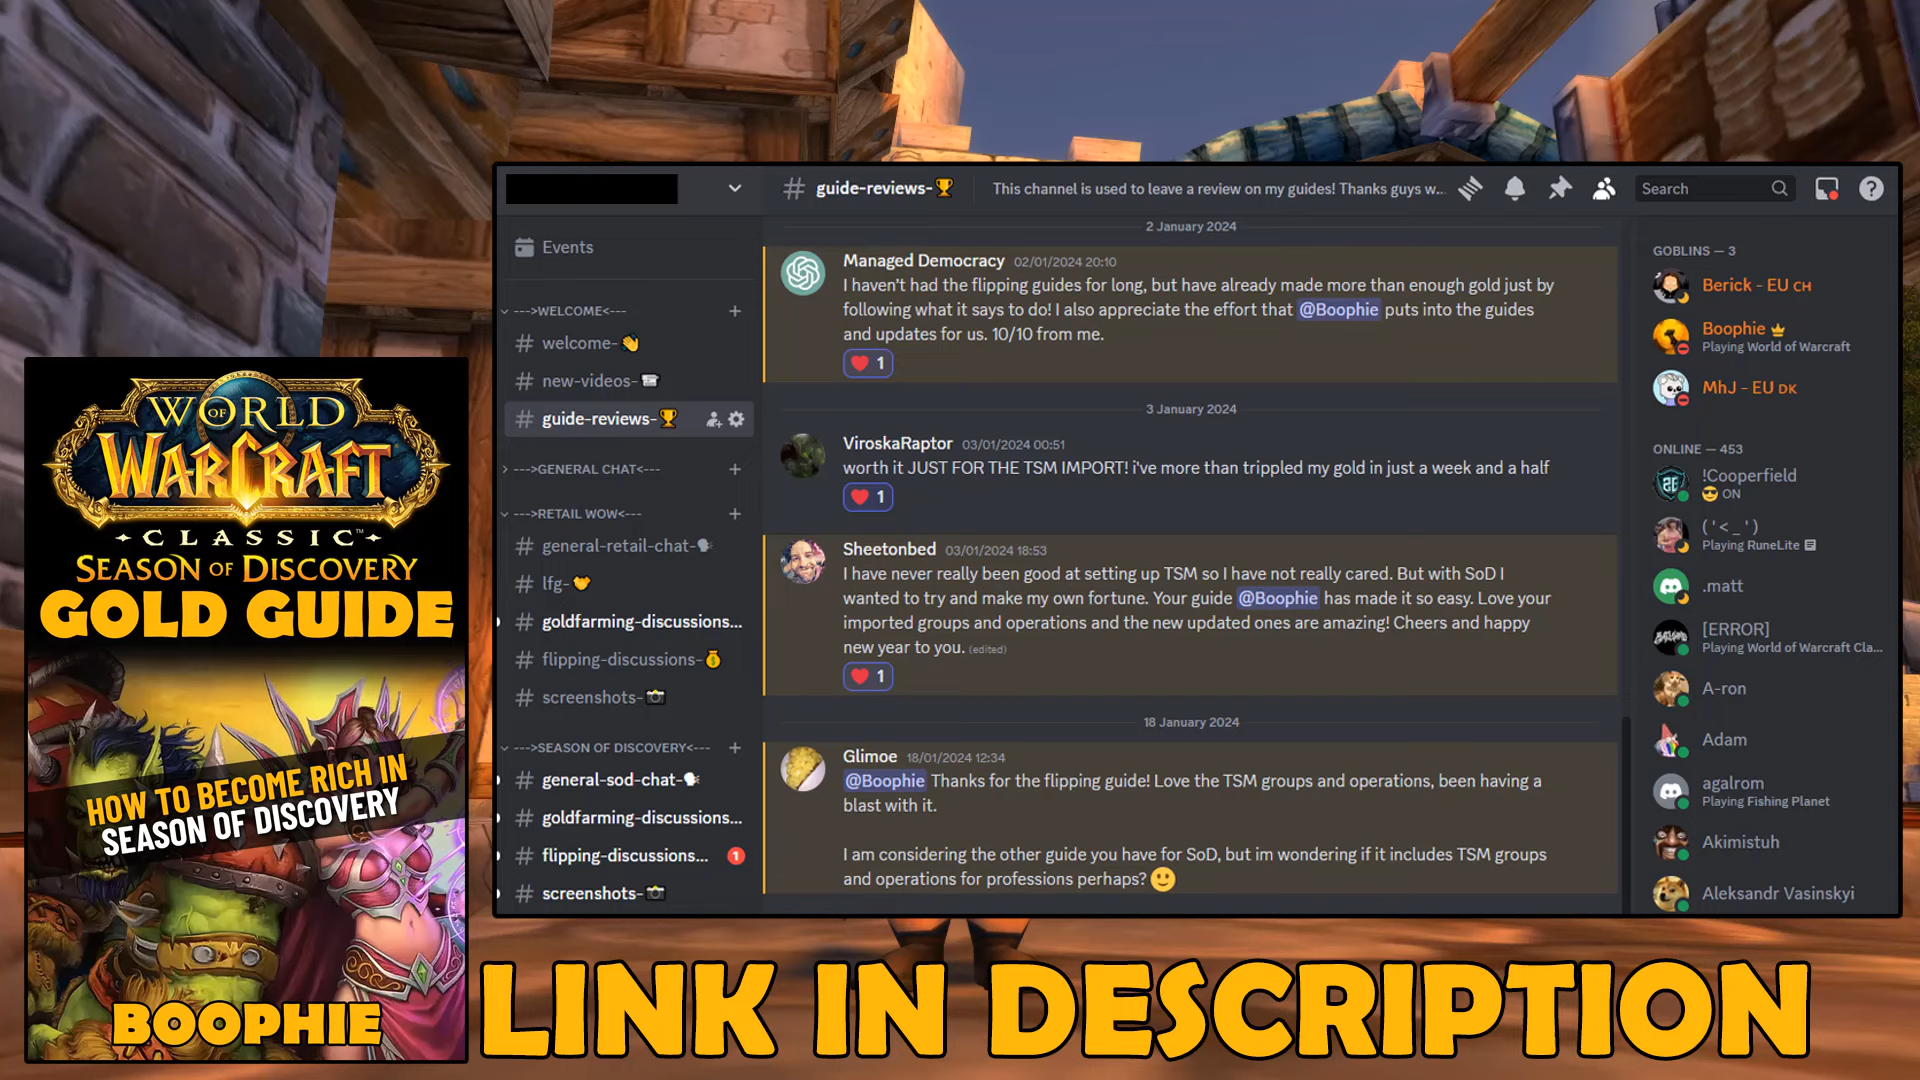 WORLD
OF
WARCRAFT
CLASSIC™
SEASON OF DISCOVERY
GOLD GUIDE
HOW TO BECOME RICH IN
SEASON OF DISCOVERY
BOOPHIE
Events
--->WELCOME<---
# welcome-👋
# new-videos-📽
# guide-reviews-🏆
--->GENERAL CHAT<---
--->RETAIL WOW<---
# general-retail-chat-🗣
# lfg-🤝
# goldfarming-discussions...
# flipping-discussions-💰
# screenshots-📷
--->SEASON OF DISCOVERY<---
# general-sod-chat-🗣
# goldfarming-discussions...
# flipping-discussions... 1
# screenshots-📷
# guide-reviews-🏆 This channel is used to leave a review on my guides! Thanks guys w...
Search
2 January 2024
Managed Democracy 02/01/2024 20:10
I haven't had the flipping guides for long, but have already made more than enough gold just by
following what it says to do! I also appreciate the effort that @Boophie puts into the guides
and updates for us. 10/10 from me.
❤️ 1
3 January 2024
ViroskaRaptor 03/01/2024 00:51
worth it JUST FOR THE TSM IMPORT! i've more than trippled my gold in just a week and a half
❤️ 1
Sheetonbed 03/01/2024 18:53
I have never really been good at setting up TSM so I have not really cared. But with SoD I
wanted to try and make my own fortune. Your guide @Boophie has made it so easy. Love your
imported groups and operations and the new updated ones are amazing! Cheers and happy
new year to you. (edited)
❤️ 1
18 January 2024
Glimoe 18/01/2024 12:34
@Boophie Thanks for the flipping guide! Love the TSM groups and operations, been having a
blast with it.
I am considering the other guide you have for SoD, but im wondering if it includes TSM groups
and operations for professions perhaps? 🙂
GOBLINS — 3
Berick - EU CH
Boophie
Playing World of Warcraft
MhJ - EU DK
ONLINE — 453
!Cooperfield
😎 ON
( ' < _ ' )
Playing RuneLite
.matt
[ERROR]
Playing World of Warcraft Cla...
A-ron
Adam
agalrom
Playing Fishing Planet
Akimistuh
Aleksandr Vasinskyi
LINK IN DESCRIPTION